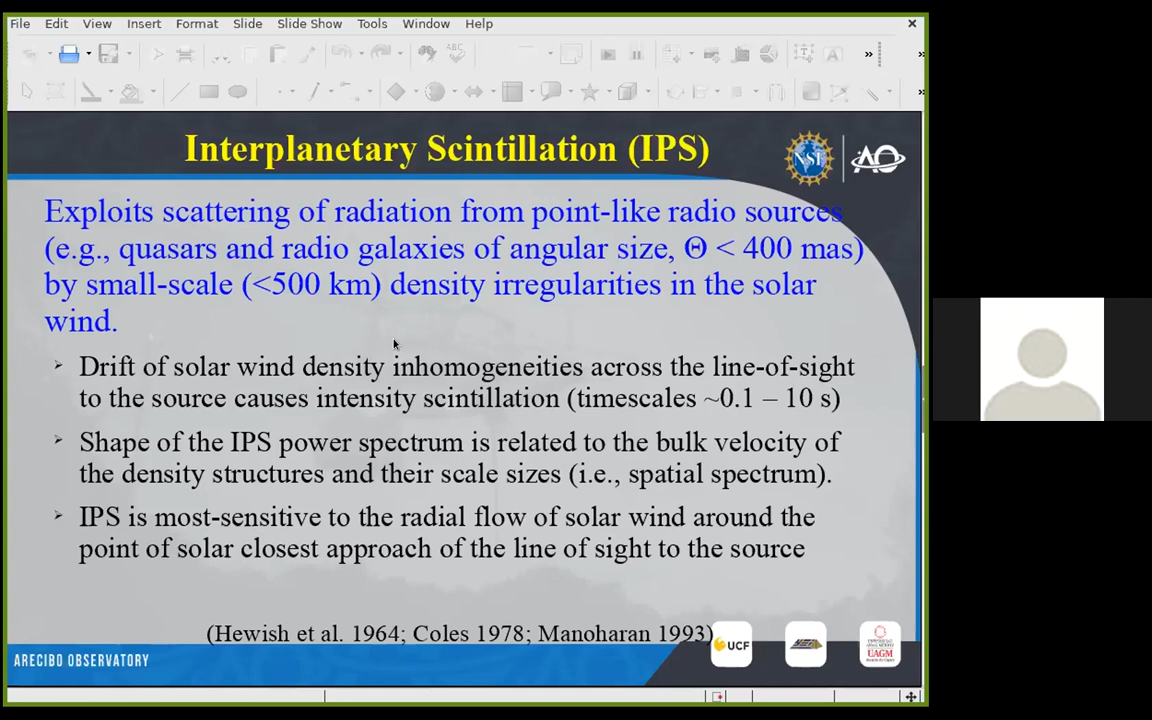 File Edit View Insert Format Slide Slide Show Tools Window Help
ABC
Interplanetary Scintillation (IPS)
NSF
AO
Exploits scattering of radiation from point-like radio sources
(e.g., quasars and radio galaxies of angular size, Θ < 400 mas)
by small-scale (<500 km) density irregularities in the solar
wind.
Drift of solar wind density inhomogeneities across the line-of-sight
to the source causes intensity scintillation (timescales ~0.1 – 10 s)
Shape of the IPS power spectrum is related to the bulk velocity of
the density structures and their scale sizes (i.e., spatial spectrum).
IPS is most-sensitive to the radial flow of solar wind around the
point of solar closest approach of the line of sight to the source
(Hewish et al. 1964; Coles 1978; Manoharan 1993)
UCF
UAGM
ARECIBO OBSERVATORY